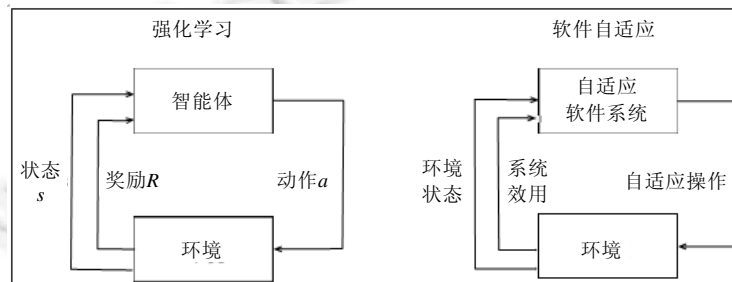 强化学习
智能体
状态
s
奖励R
动作a
环境
软件自适应
自适应
软件系统
环境
状态
系统
效用
自适应操作
环境